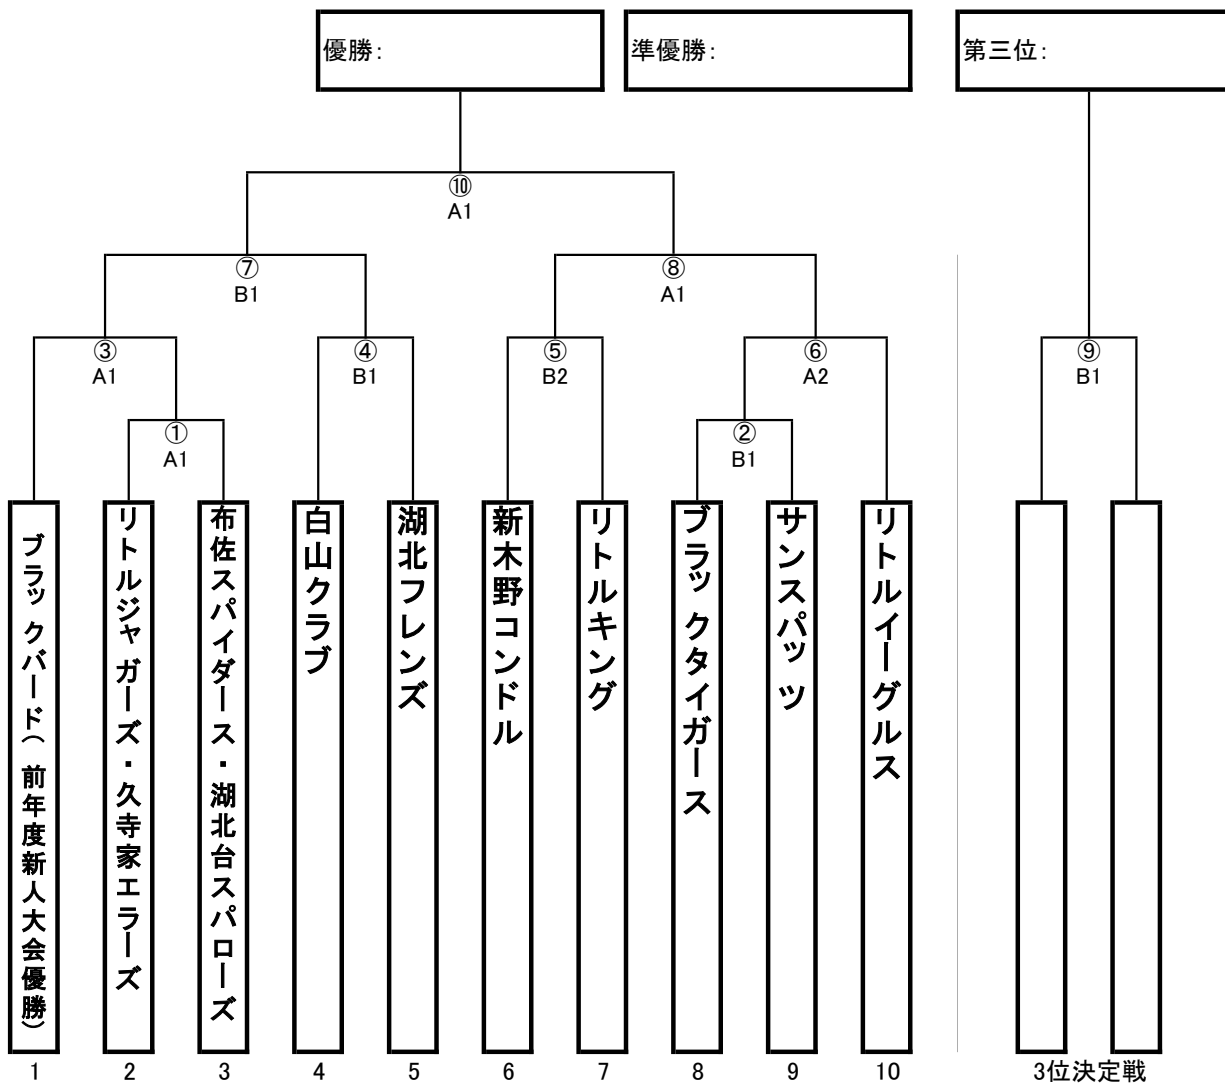 優勝:
準優勝:
第三位:
⑩
A1
⑦
B1
⑧
A1
③
A1
④
B1
⑤
B2
⑥
A2
⑨
B1
①
A1
②
B1
ブラックバード(前年度新人大会優勝)
リトルジャガーズ・久寺家エラーズ
布佐スパイダース・湖北台スパローズ
白山クラブ
湖北フレンズ
新木野コンドル
リトルキング
ブラックタイガース
サンスパッツ
リトルイーグルス
1
2
3
4
5
6
7
8
9
10
3位決定戦